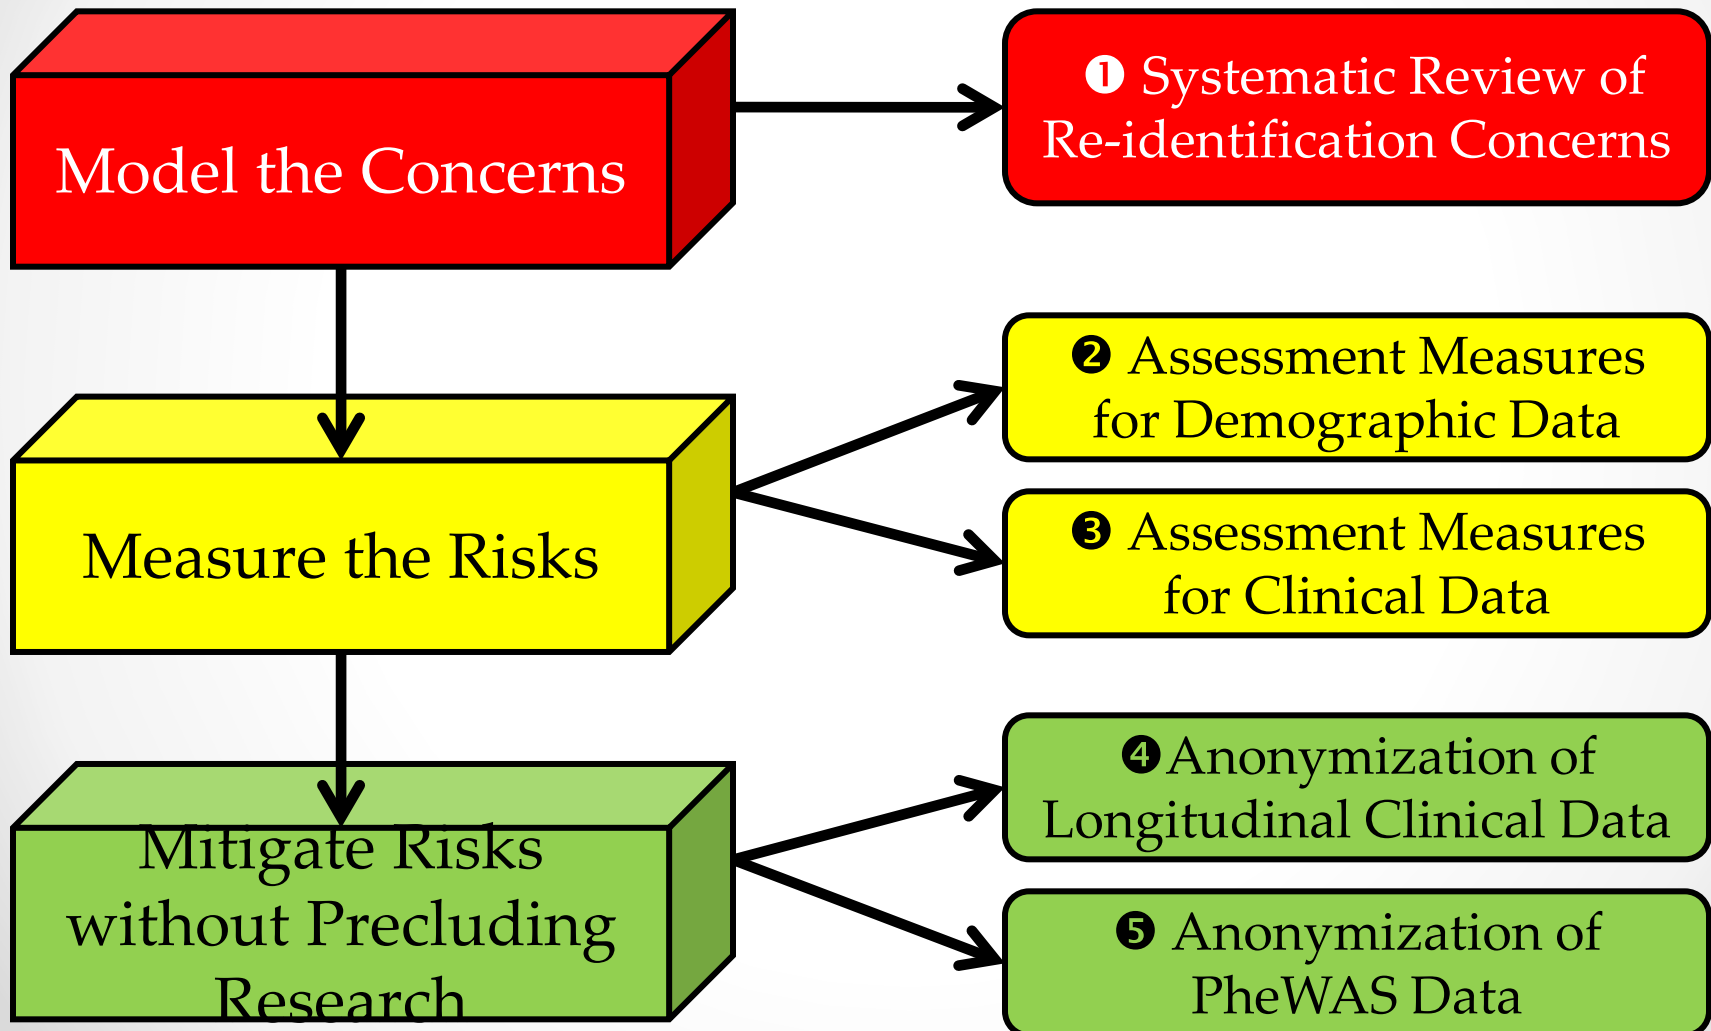 Model the Concerns
❶ Systematic Review of
Re-identification Concerns
Measure the Risks
❷ Assessment Measures
for Demographic Data
❸ Assessment Measures
for Clinical Data
Mitigate Risks
without Precluding
Research
❹Anonymization of
Longitudinal Clinical Data
❺ Anonymization of
PheWAS Data